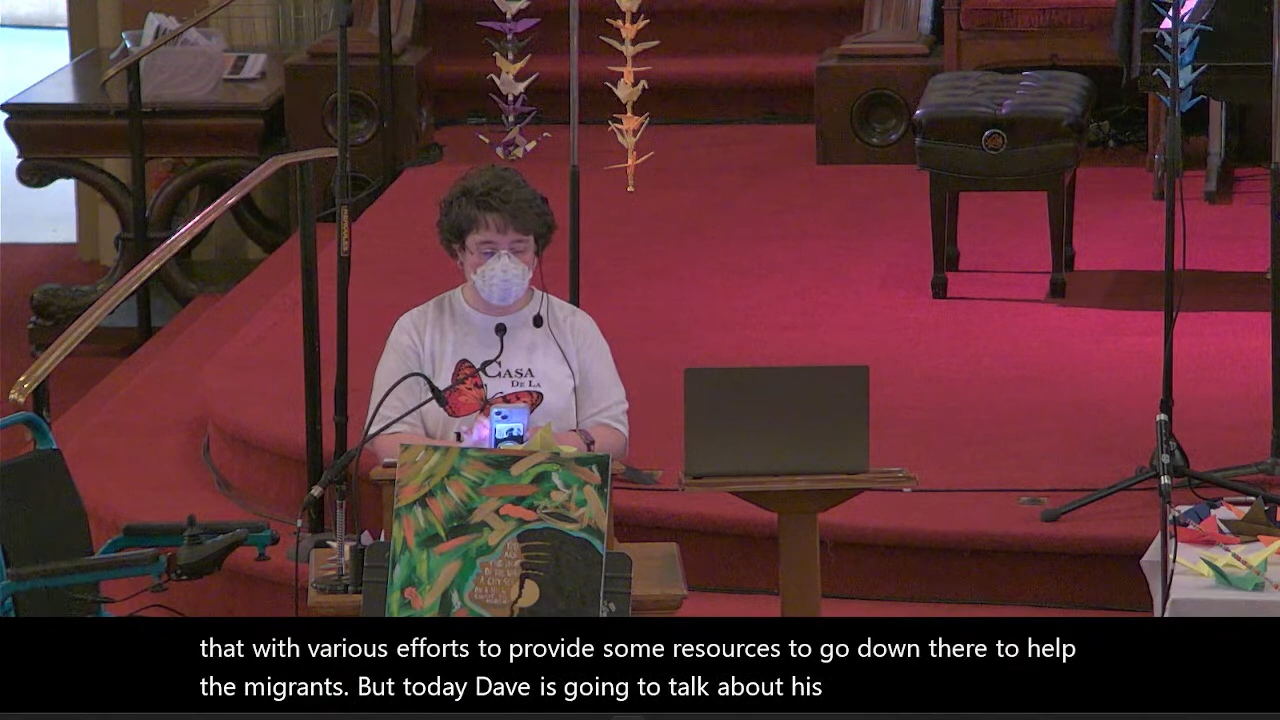 CASA
DE LA
that with various efforts to provide some resources to go down there to help
the migrants. But today Dave is going to talk about his